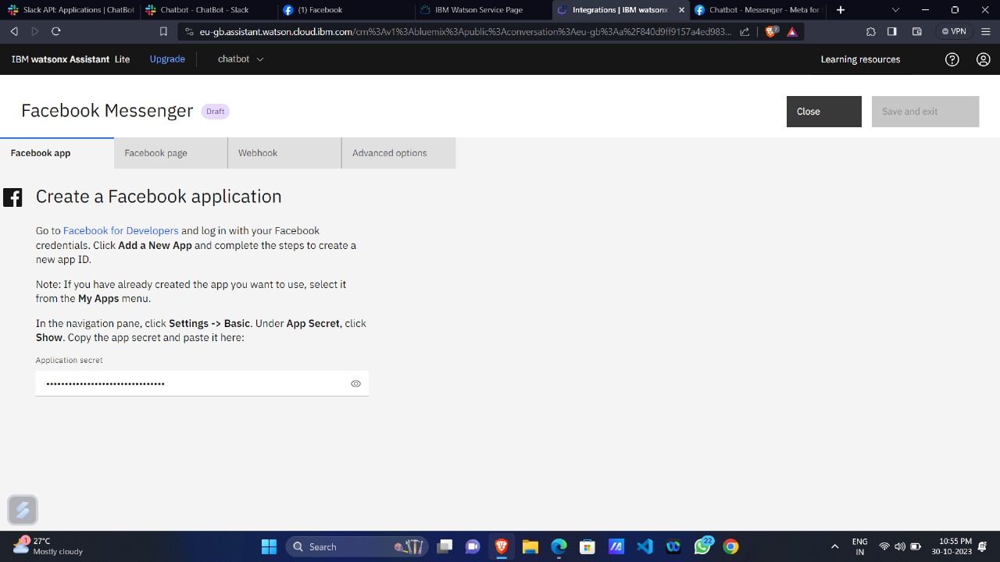 Slack API: Applications | ChatBot
Chatbot - ChatBot - Slack
(1) Facebook
IBM Watson Service Page
Integrations | IBM watsonx
Chatbot - Messenger - Meta for
eu-gb.assistant.watson.cloud.ibm.com/crn%3Av1%3Abluemix%3Apublic%3Aconversation%3Aeu-gb%3Aa%2F840d9ff9157a4ed983...
7
VPN
IBM watsonx Assistant Lite
Upgrade
chatbot
Learning resources
Facebook Messenger
Draft
Close
Save and exit
Facebook app
Facebook page
Webhook
Advanced options
Create a Facebook application
Go to Facebook for Developers and log in with your Facebook
credentials. Click Add a New App and complete the steps to create a
new app ID.
Note: If you have already created the app you want to use, select it
from the My Apps menu.
In the navigation pane, click Settings -> Basic. Under App Secret, click
Show. Copy the app secret and paste it here:
Application secret
••••••••••••••••••••••••••••••••
1
27°C
Mostly cloudy
Search
22
ENG
IN
10:55 PM
30-10-2023